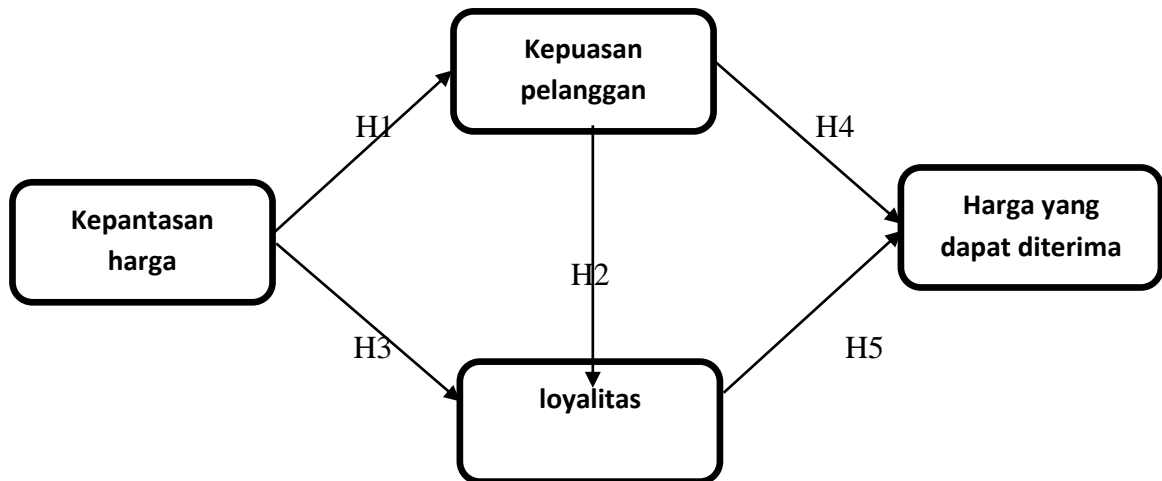 Kepuasan
pelanggan
H1
H4
Kepantasan
harga
Harga yang
dapat diterima
H2
H3
H5
loyalitas